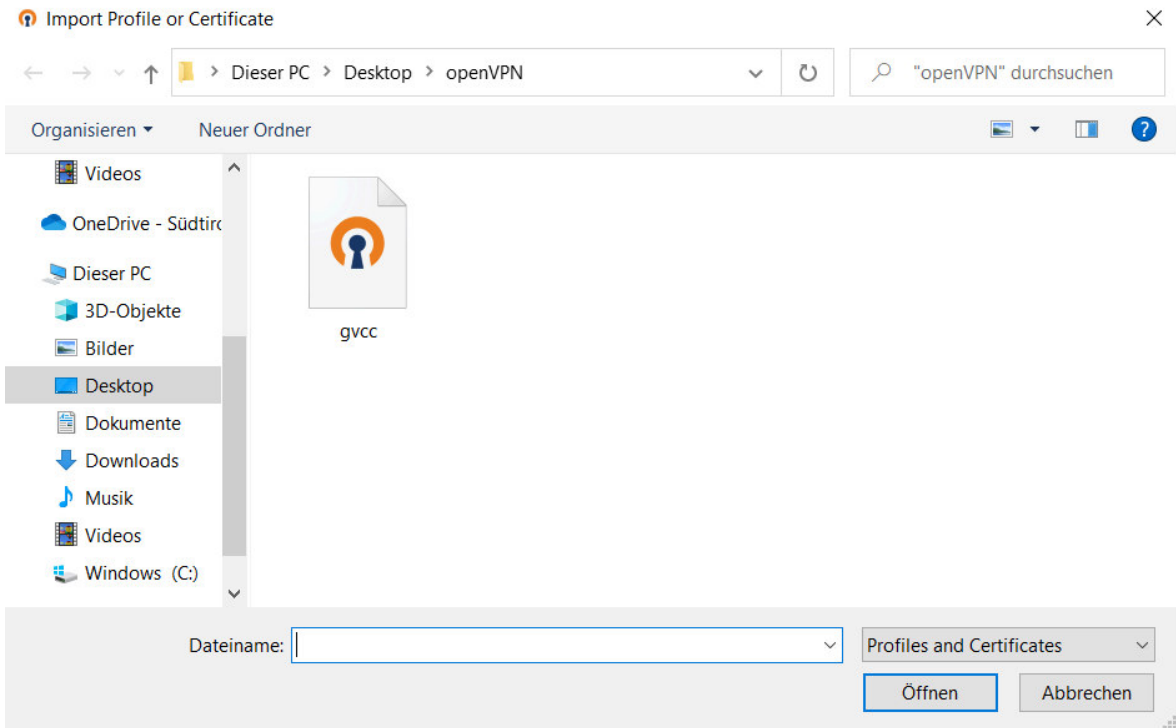 Import Profile or Certificate
Dieser PC > Desktop > openVPN
"openVPN" durchsuchen
Organisieren
Neuer Ordner
Videos
OneDrive - Südtirc
Dieser PC
3D-Objekte
Bilder
Desktop
Dokumente
Downloads
Musik
Videos
Windows (C:)
gvcc
Dateiname:
Profiles and Certificates
Öffnen
Abbrechen